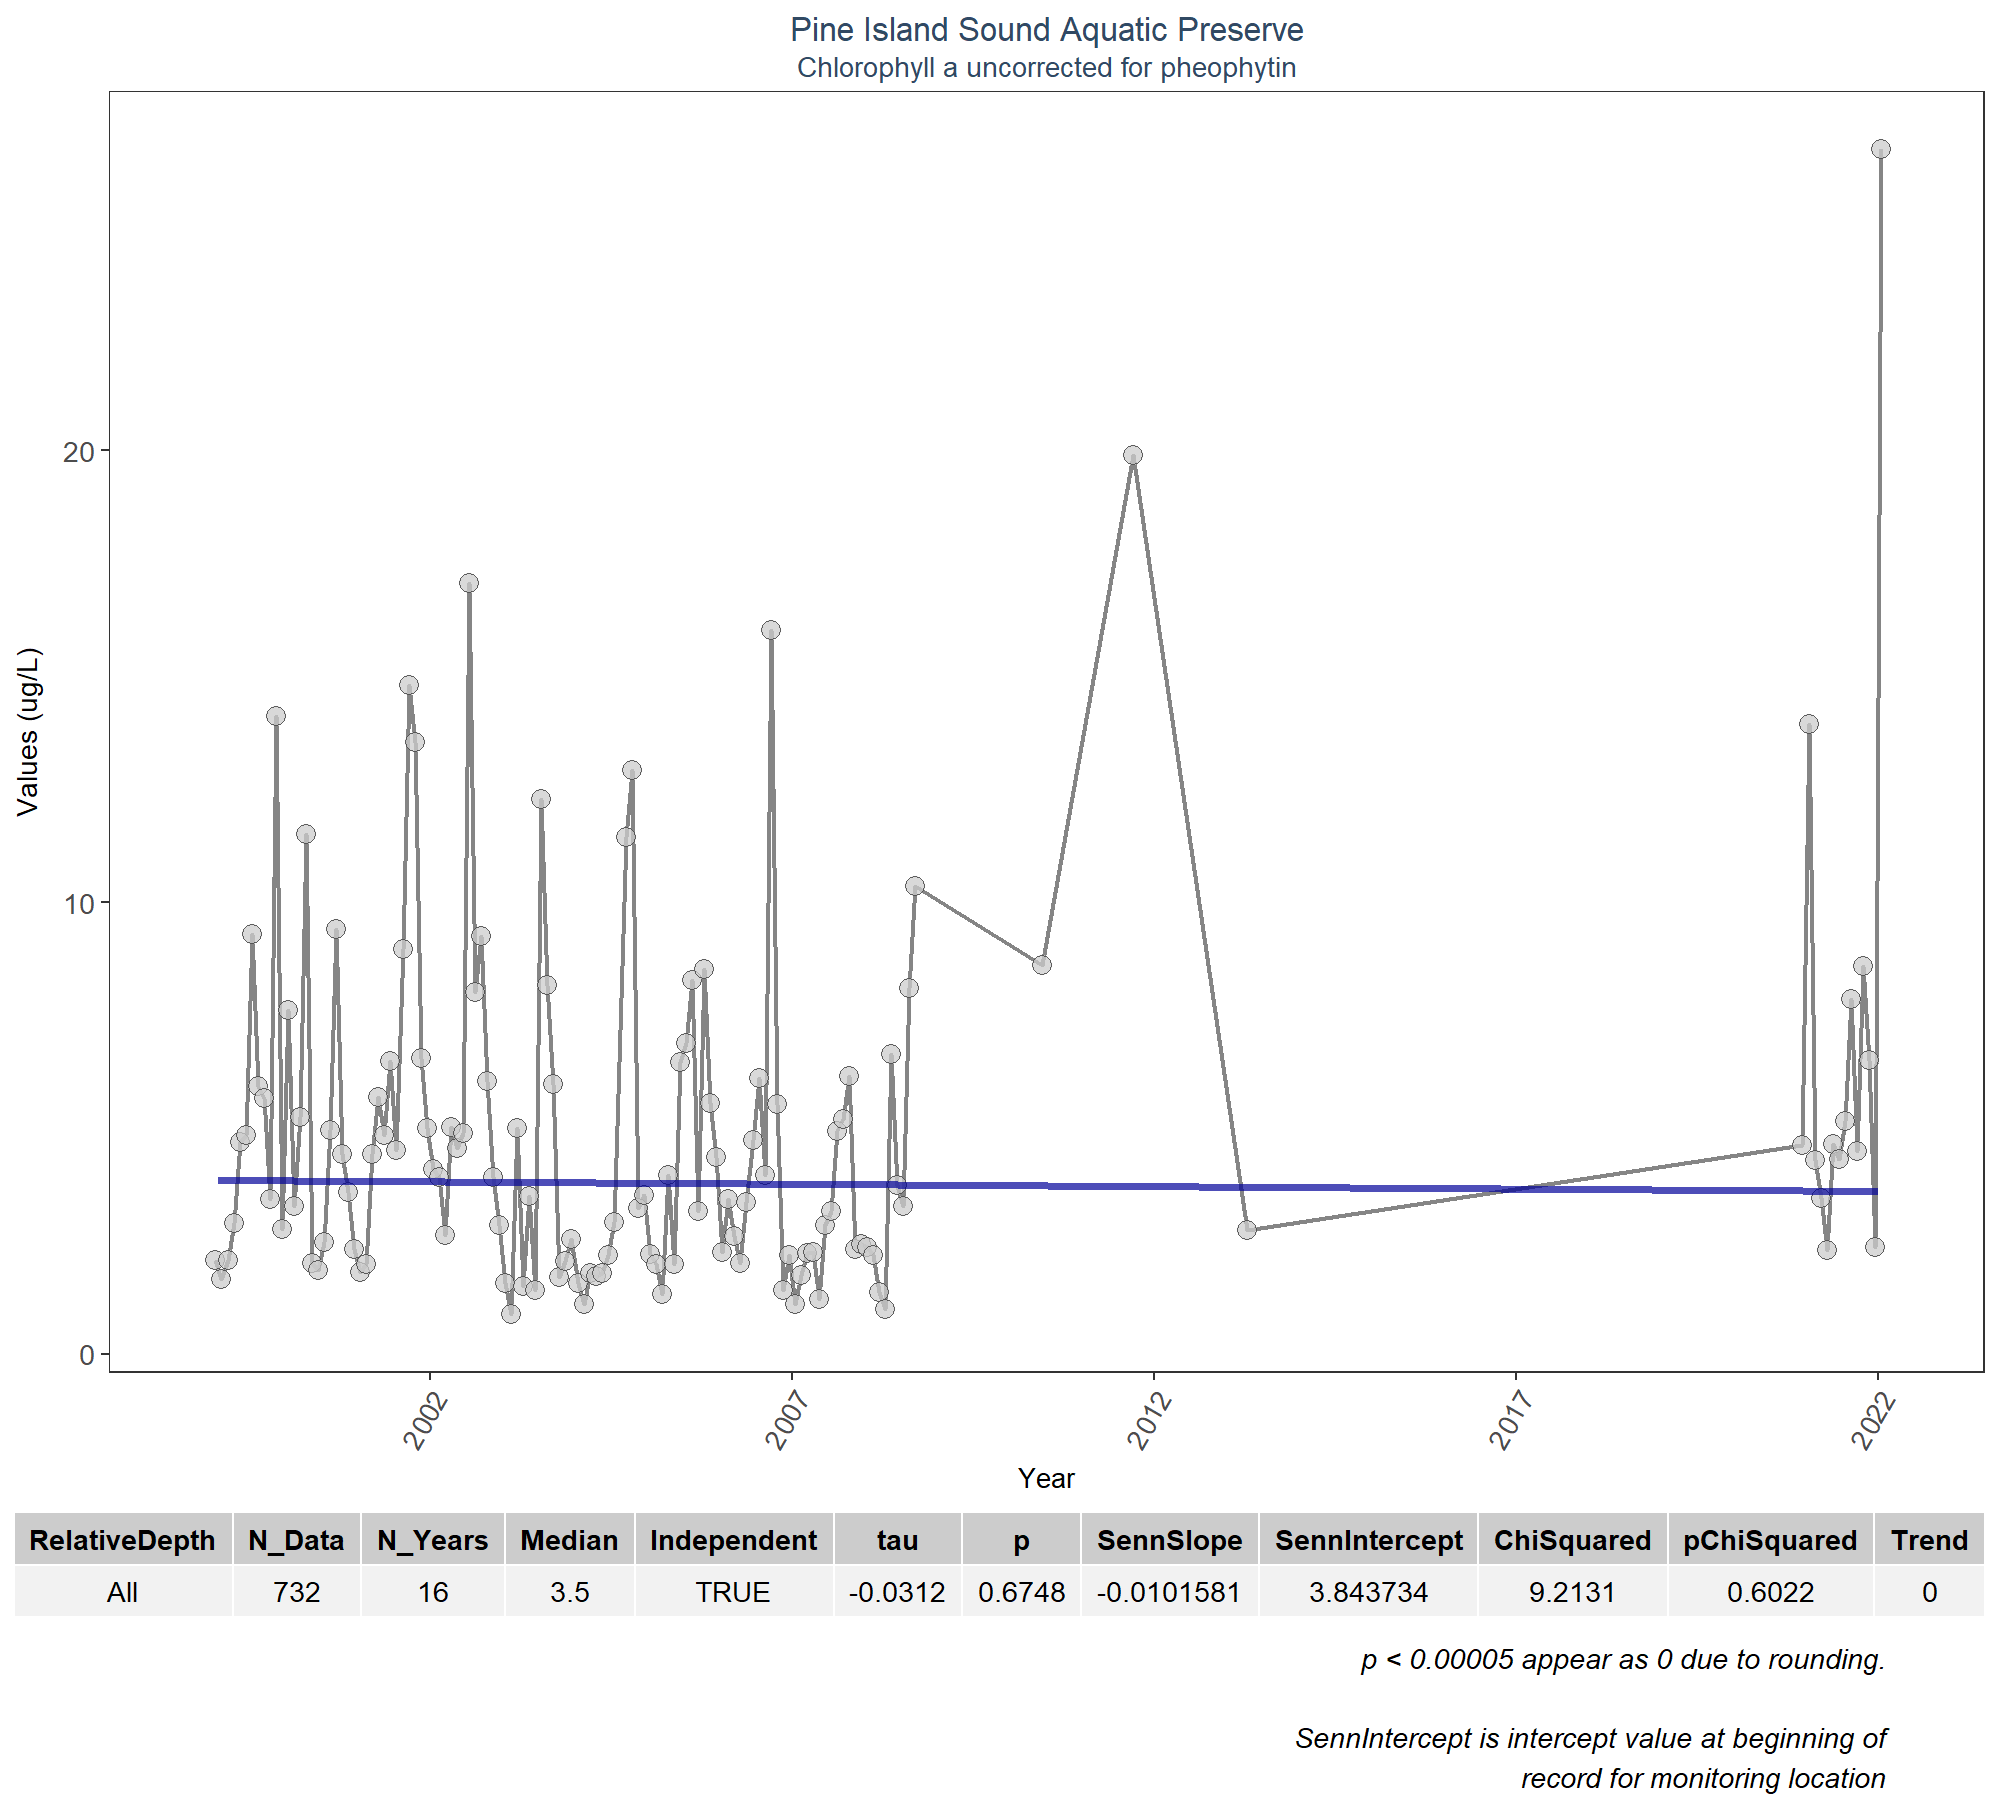 Pine Island Sound Aquatic Preserve
Chlorophyll a uncorrected for pheophytin
Values (ug/L)
20
10
0
2002
2007
2012
2017
2022
Year
RelativeDepth N_Data N_Years Median Independent tau p SennSlope SennIntercept ChiSquared pChiSquared Trend
All 732 16 3.5 TRUE -0.0312 0.6748 -0.0101581 3.843734 9.2131 0.6022 0
p < 0.00005 appear as 0 due to rounding.
SennIntercept is intercept value at beginning of
record for monitoring location